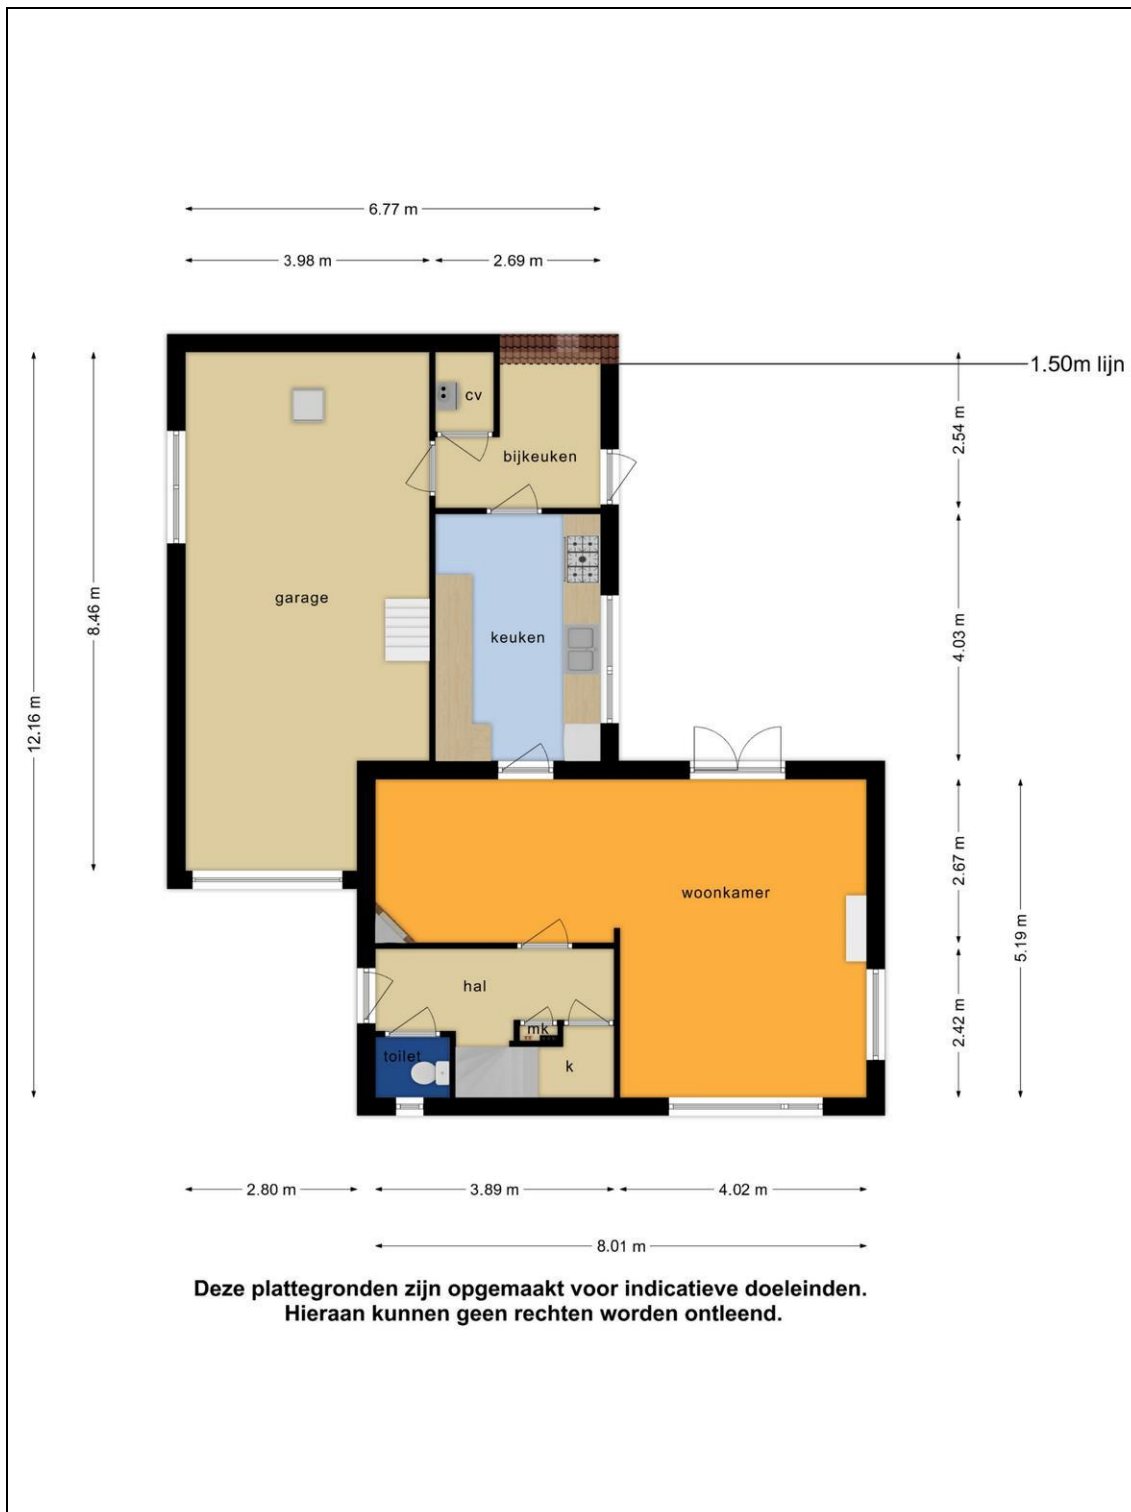 6.77 m
3.98 m
2.69 m
1.50m lijn
cv
bijkeuken
2.54 m
garage
keuken
8.46 m
4.03 m
12.16 m
woonkamer
2.67 m
5.19 m
hal
mk
2.42 m
toilet
k
2.80 m
3.89 m
4.02 m
8.01 m
Deze plattegronden zijn opgemaakt voor indicatieve doeleinden.
Hieraan kunnen geen rechten worden ontleend.